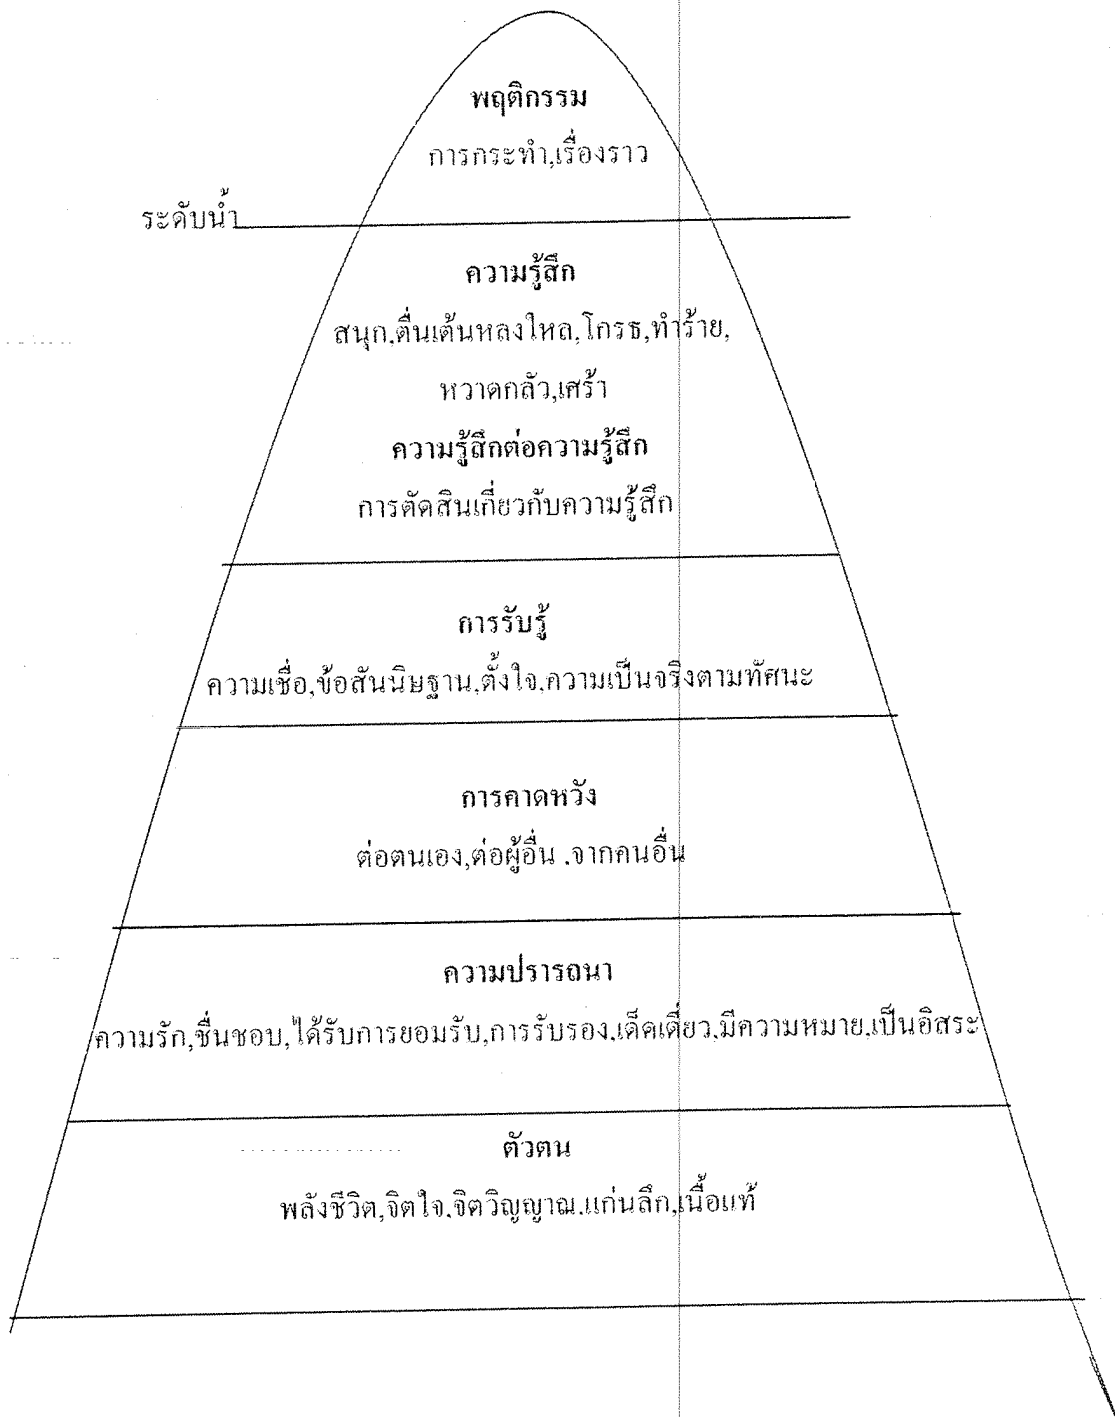 พฤติกรรม
การกระทำ,เรื่องราว
ระดับน้ำ
ความรู้สึก
สนุก,ตื่นเต้นหลงใหล,โกรธ,ทำร้าย,
หวาดกลัว,เศร้า
ความรู้สึกต่อความรู้สึก
การตัดสินเกี่ยวกับความรู้สึก
การรับรู้
ความเชื่อ,ข้อสันนิษฐาน,ตั้งใจ,ความเป็นจริงตามทัศนะ
การคาดหวัง
ต่อตนเอง,ต่อผู้อื่น ,จากคนอื่น
ความปรารถนา
ความรัก,ชื่นชอบ,ได้รับการยอมรับ,การรับรอง,เด็ดเดี่ยว,มีความหมาย,เป็นอิสระ
ตัวตน
พลังชีวิต,จิตใจ,จิตวิญญาณ,แก่นลึก,เนื้อแท้